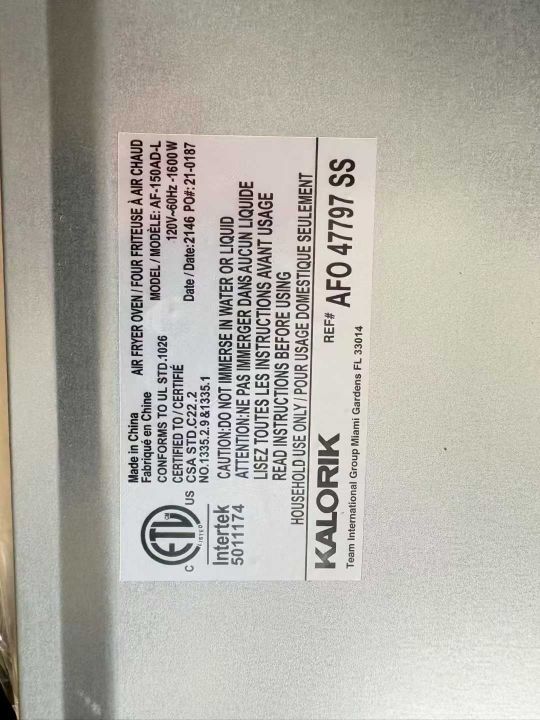 Made in China
Fabriqué en Chine
CONFORMS TO UL STD.1026
CERTIFIED TO / CERTIFIÉ
CSA STD.C22.2
NO.1335.2.9 &1335.1
AIR FRYER OVEN / FOUR FRITEUSE À AIR CHAUD
MODEL / MODÈLE: AF-150AD-L
120V~60Hz -1600W
Date / Date:2146 PO#: 21-0187
C ETL US
CM
LISTED
Intertek
5011174
CAUTION:DO NOT IMMERSE IN WATER OR LIQUID
ATTENTION:NE PAS IMMERGER DANS AUCUN LIQUIDE
LISEZ TOUTES LES INSTRUCTIONS AVANT USAGE
READ INSTRUCTIONS BEFORE USING
HOUSEHOLD USE ONLY / POUR USAGE DOMESTIQUE SEULEMENT
KALORIK REF# AFO 47797 SS
Team International Group Miami Gardens FL 33014